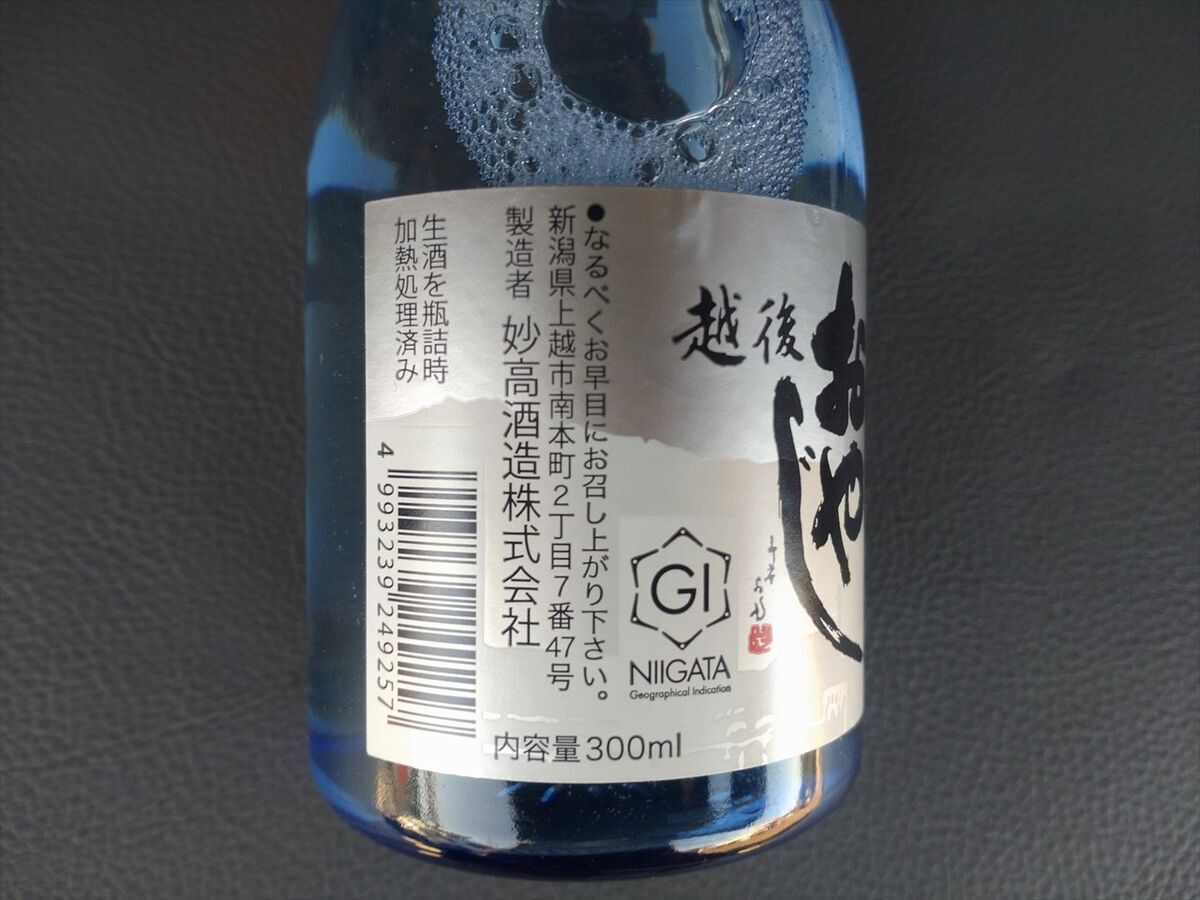 越後
おやじ
●なるべくお早目にお召し上がり下さい。
新潟県上越市南本町2丁目7番47号
製造者 妙高酒造株式会社
生酒を瓶詰時
加熱処理済み
GI
NIIGATA
Geographical Indication
4 993239 249257
内容量300ml